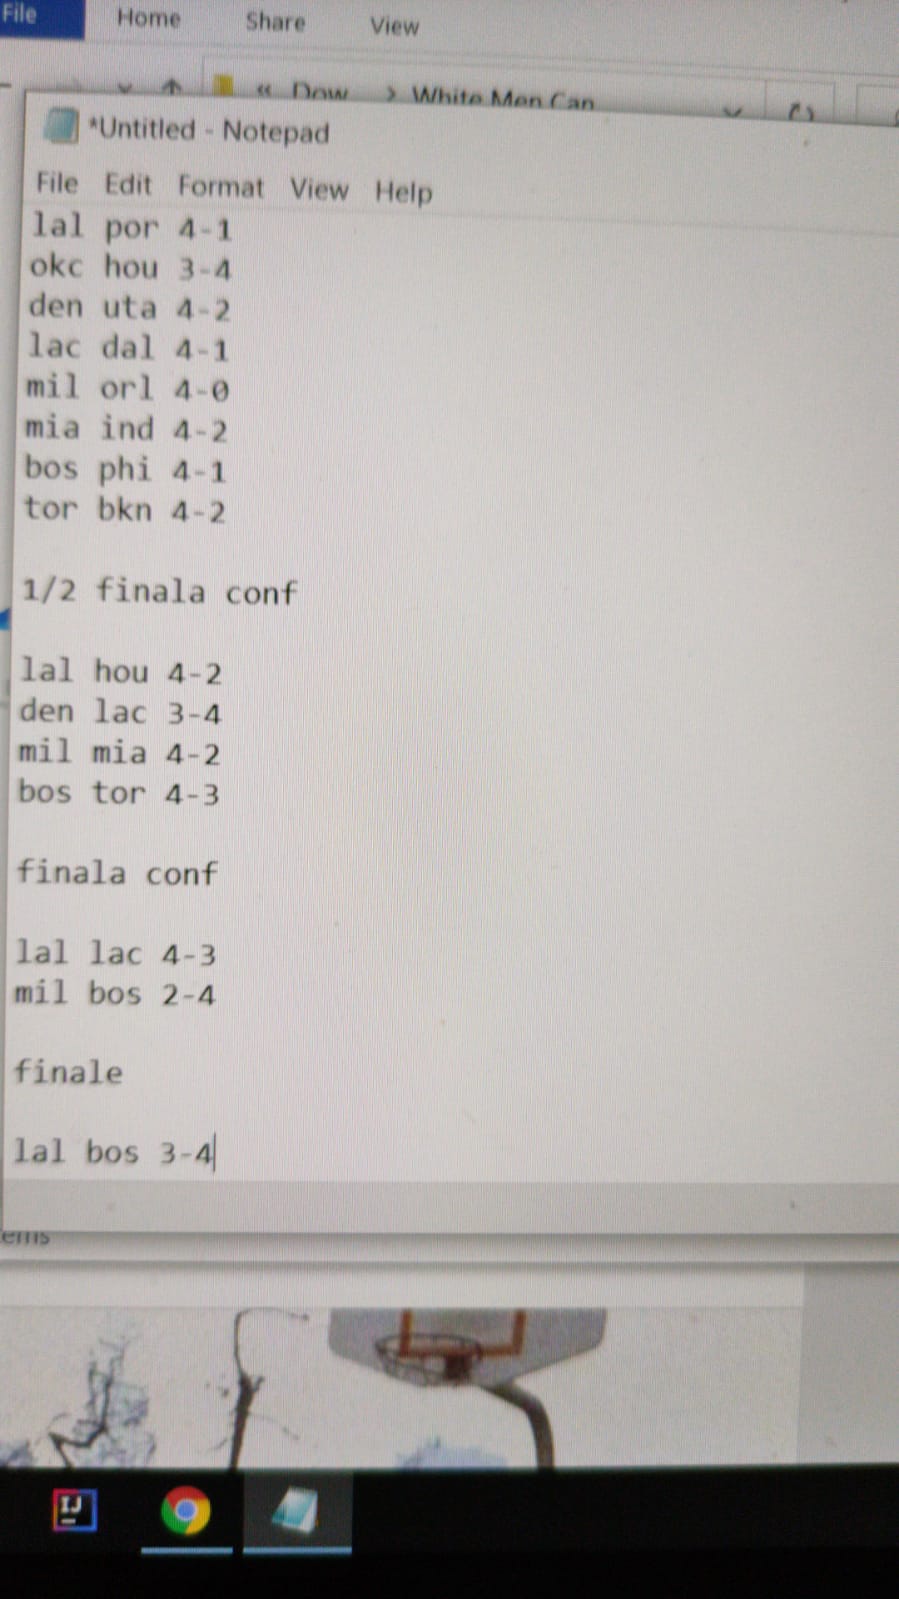 File Home Share View
« Dow › White Men Can
*Untitled - Notepad
File Edit Format View Help
lal por 4-1
okc hou 3-4
den uta 4-2
lac dal 4-1
mil orl 4-0
mia ind 4-2
bos phi 4-1
tor bkn 4-2
1/2 finala conf
lal hou 4-2
den lac 3-4
mil mia 4-2
bos tor 4-3
finala conf
lal lac 4-3
mil bos 2-4
finale
lal bos 3-4
ems
IJ